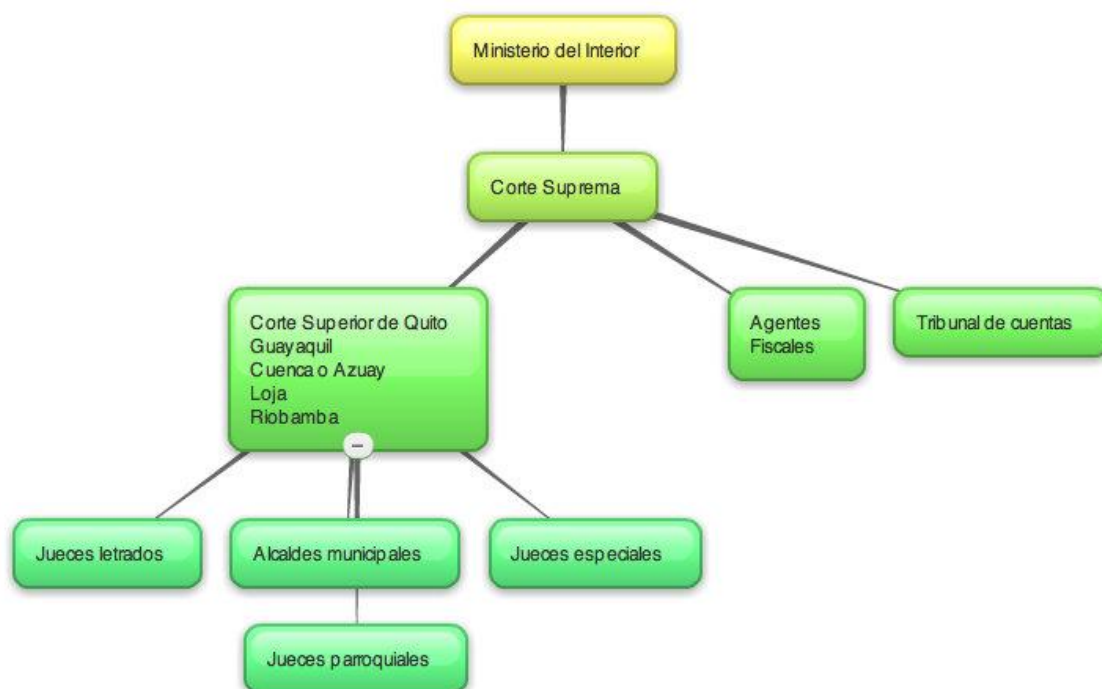 Ministerio del Interior
Corte Suprema
Corte Superior de Quito
Guayaquil
Cuenca o Azuay
Loja
Riobamba
Agentes
Fiscales
Tribunal de cuentas
Jueces letrados
Alcaldes municipales
Jueces especiales
Jueces parroquiales